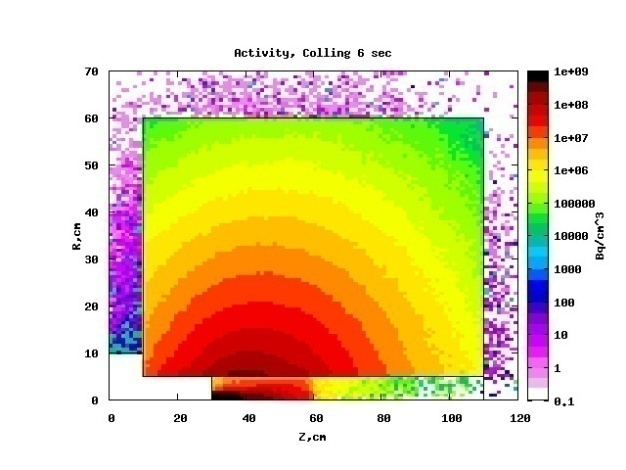 Activity, Colling 6 sec
70
60
50
40
30
20
10
0
R,cm
0 20 40 60 80 100 120
Z,cm
1e+09
1e+08
1e+07
1e+06
100000
10000
1000
100
10
1
0.1
Bq/cm^3